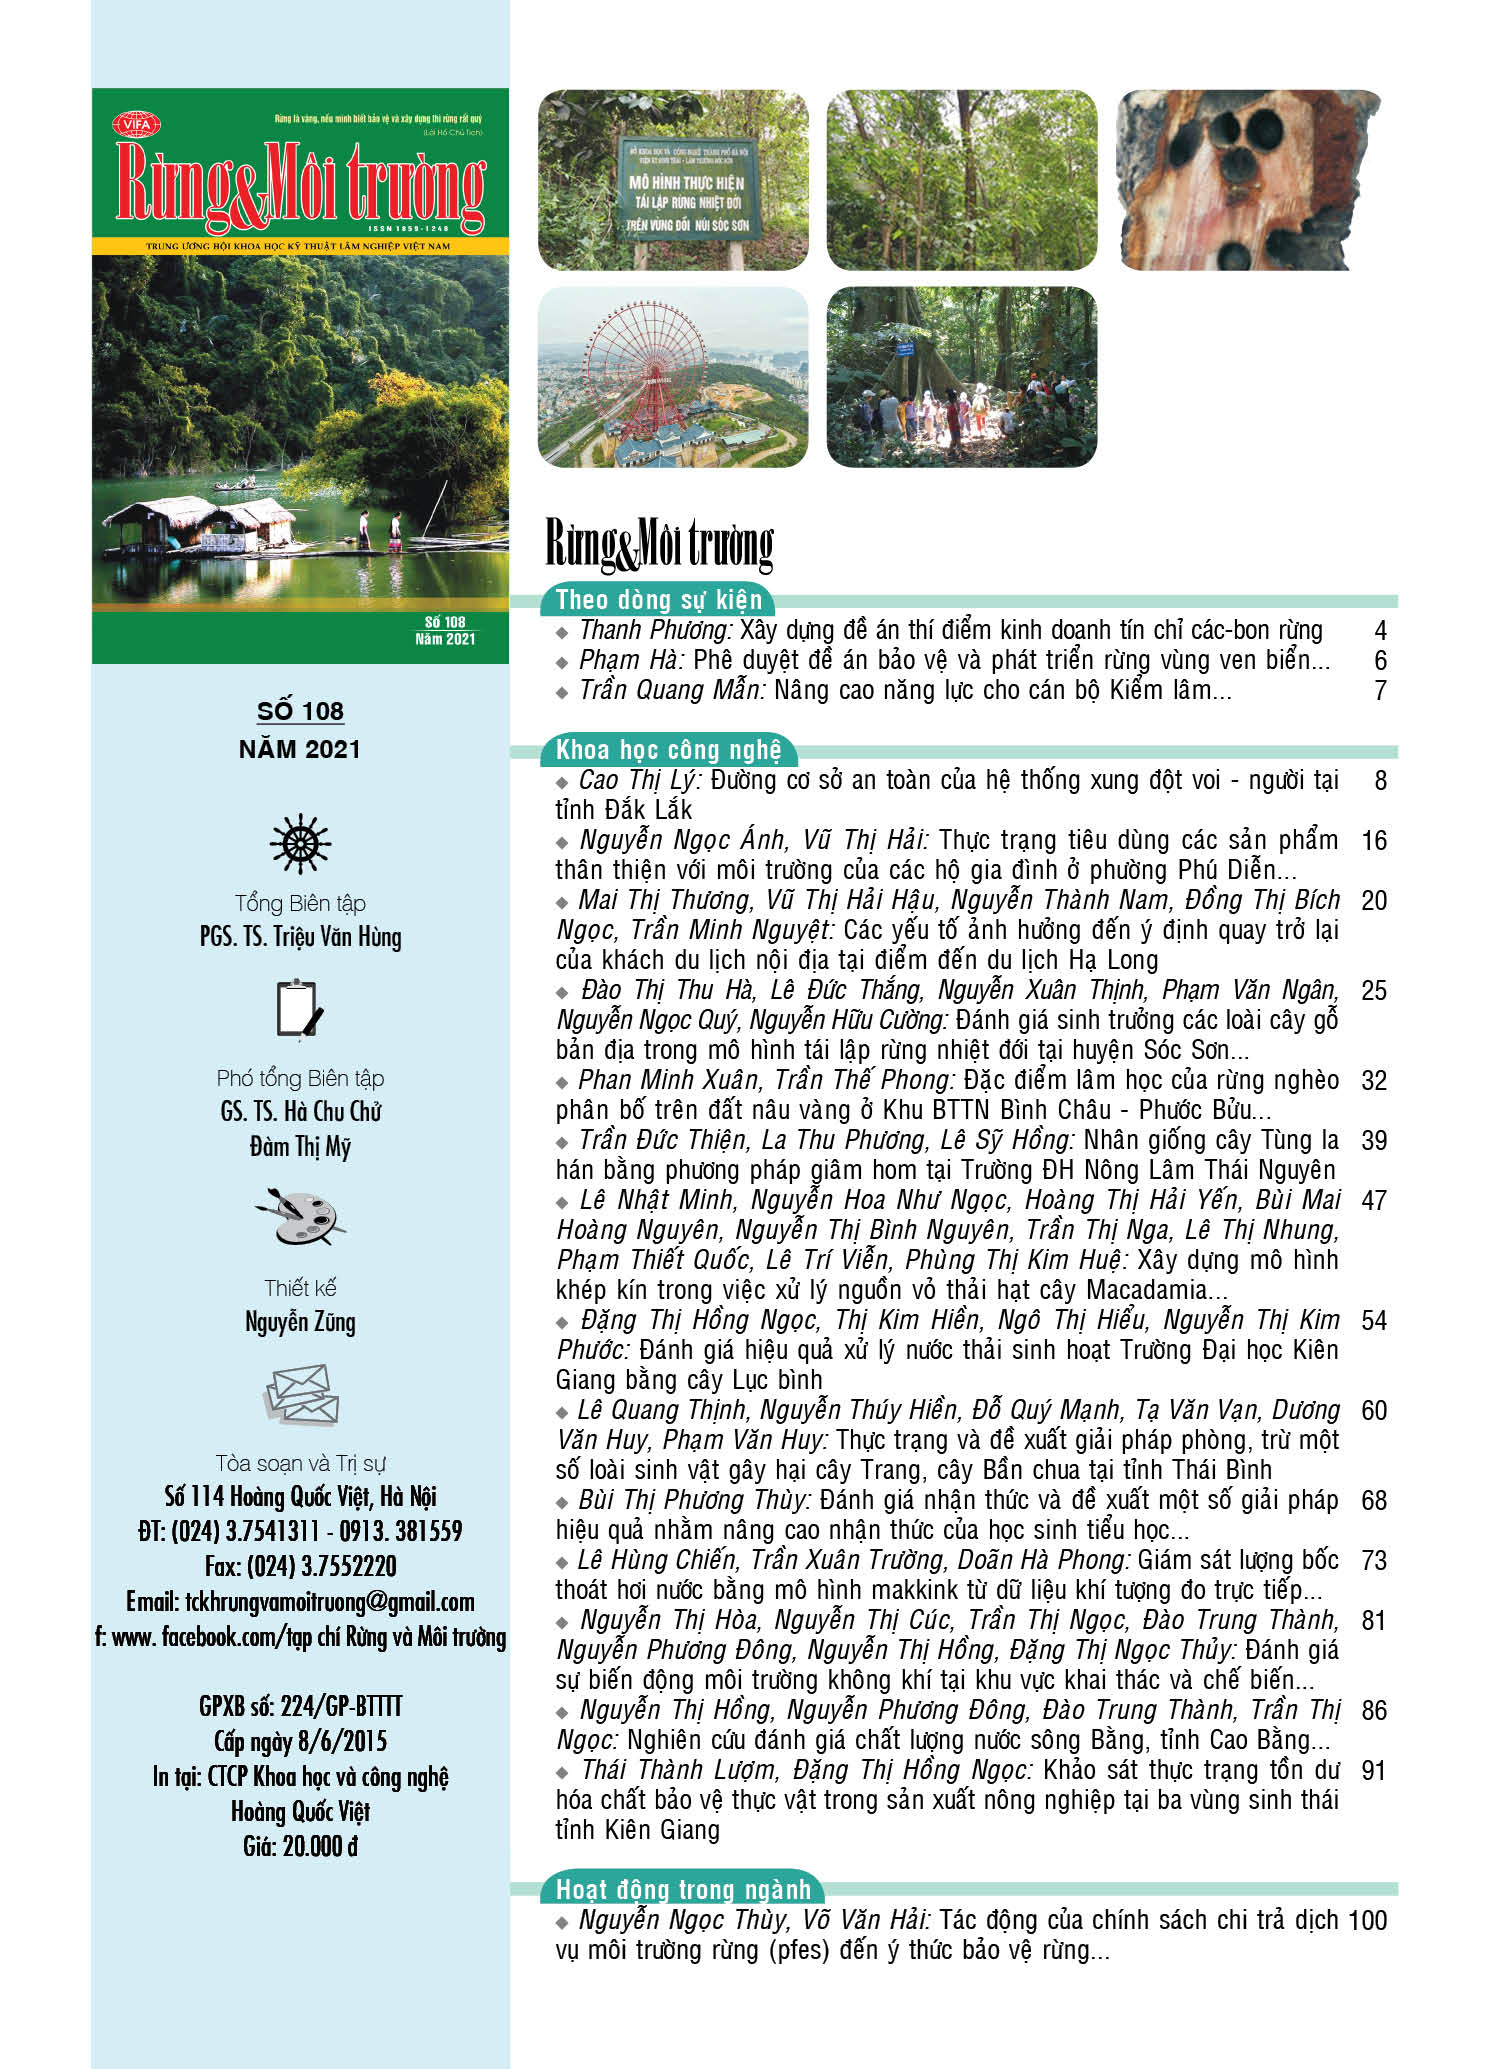 VIFA
Rừng là vàng, nếu mình biết bảo vệ và xây dựng thì rừng rất quý
(Lời Hồ Chủ Tịch)
Rừng&Môi trường
ISSN 1859-1248
TRUNG ƯƠNG HỘI KHOA HỌC KỸ THUẬT LÂM NGHIỆP VIỆT NAM
Số 108
Năm 2021
SỐ 108
NĂM 2021
Tổng Biên tập
PGS. TS. Triệu Văn Hùng
Phó tổng Biên tập
GS. TS. Hà Chu Chử
Đàm Thị Mỹ
Thiết kế
Nguyễn Zũng
Tòa soạn và Trị sự
Số 114 Hoàng Quốc Việt, Hà Nội
ĐT: (024) 3.7541311 - 0913. 381559
Fax: (024) 3.7552220
Email: tckhrungvamoitruong@gmail.com
f: www. facebook.com/tạp chí Rừng và Môi trường
GPXB số: 224/GP-BTTTT
Cấp ngày 8/6/2015
In tại: CTCP Khoa học và công nghệ
Hoàng Quốc Việt
Giá: 20.000 đ
SỞ KHOA HỌC VÀ CÔNG NGHỆ THÀNH PHỐ HÀ NỘI
VIỆN KT SINH THÁI - LÂM TRƯỜNG SÓC SƠN
MÔ HÌNH THỰC HIỆN
TÁI LẬP RỪNG NHIỆT ĐỚI
TRÊN VÙNG ĐỒI NÚI SÓC SƠN
Rừng&Môi trường
Theo dòng sự kiện
◆ Thanh Phương: Xây dựng đề án thí điểm kinh doanh tín chỉ các-bon rừng 4
◆ Phạm Hà: Phê duyệt đề án bảo vệ và phát triển rừng vùng ven biển... 6
◆ Trần Quang Mẫn: Nâng cao năng lực cho cán bộ Kiểm lâm... 7
Khoa học công nghệ
◆ Cao Thị Lý: Đường cơ sở an toàn của hệ thống xung đột voi - người tại 8
tỉnh Đắk Lắk
◆ Nguyễn Ngọc Ánh, Vũ Thị Hải: Thực trạng tiêu dùng các sản phẩm 16
thân thiện với môi trường của các hộ gia đình ở phường Phú Diễn...
◆ Mai Thị Thương, Vũ Thị Hải Hậu, Nguyễn Thành Nam, Đồng Thị Bích 20
Ngọc, Trần Minh Nguyệt: Các yếu tố ảnh hưởng đến ý định quay trở lại
của khách du lịch nội địa tại điểm đến du lịch Hạ Long
◆ Đào Thị Thu Hà, Lê Đức Thắng, Nguyễn Xuân Thịnh, Phạm Văn Ngân, 25
Nguyễn Ngọc Quý, Nguyễn Hữu Cường: Đánh giá sinh trưởng các loài cây gỗ
bản địa trong mô hình tái lập rừng nhiệt đới tại huyện Sóc Sơn...
◆ Phan Minh Xuân, Trần Thế Phong: Đặc điểm lâm học của rừng nghèo 32
phân bố trên đất nâu vàng ở Khu BTTN Bình Châu - Phước Bửu...
◆ Trần Đức Thiện, La Thu Phương, Lê Sỹ Hồng: Nhân giống cây Tùng la 39
hán bằng phương pháp giâm hom tại Trường ĐH Nông Lâm Thái Nguyên
◆ Lê Nhật Minh, Nguyễn Hoa Như Ngọc, Hoàng Thị Hải Yến, Bùi Mai 47
Hoàng Nguyên, Nguyễn Thị Bình Nguyên, Trần Thị Nga, Lê Thị Nhung,
Phạm Thiết Quốc, Lê Trí Viễn, Phùng Thị Kim Huệ: Xây dựng mô hình
khép kín trong việc xử lý nguồn vỏ thải hạt cây Macadamia...
◆ Đặng Thị Hồng Ngọc, Thị Kim Hiền, Ngô Thị Hiểu, Nguyễn Thị Kim 54
Phước: Đánh giá hiệu quả xử lý nước thải sinh hoạt Trường Đại học Kiên
Giang bằng cây Lục bình
◆ Lê Quang Thịnh, Nguyễn Thúy Hiền, Đỗ Quý Mạnh, Tạ Văn Vạn, Dương 60
Văn Huy, Phạm Văn Huy: Thực trạng và đề xuất giải pháp phòng, trừ một
số loài sinh vật gây hại cây Trang, cây Bần chua tại tỉnh Thái Bình
◆ Bùi Thị Phương Thùy: Đánh giá nhận thức và đề xuất một số giải pháp 68
hiệu quả nhằm nâng cao nhận thức của học sinh tiểu học...
◆ Lê Hùng Chiến, Trần Xuân Trường, Doãn Hà Phong: Giám sát lượng bốc 73
thoát hơi nước bằng mô hình makkink từ dữ liệu khí tượng đo trực tiếp...
◆ Nguyễn Thị Hòa, Nguyễn Thị Cúc, Trần Thị Ngọc, Đào Trung Thành, 81
Nguyễn Phương Đông, Nguyễn Thị Hồng, Đặng Thị Ngọc Thủy: Đánh giá
sự biến động môi trường không khí tại khu vực khai thác và chế biến...
◆ Nguyễn Thị Hồng, Nguyễn Phương Đông, Đào Trung Thành, Trần Thị 86
Ngọc: Nghiên cứu đánh giá chất lượng nước sông Bằng, tỉnh Cao Bằng...
◆ Thái Thành Lượm, Đặng Thị Hồng Ngọc: Khảo sát thực trạng tồn dư 91
hóa chất bảo vệ thực vật trong sản xuất nông nghiệp tại ba vùng sinh thái
tỉnh Kiên Giang
Hoạt động trong ngành
◆ Nguyễn Ngọc Thùy, Võ Văn Hải: Tác động của chính sách chi trả dịch 100
vụ môi trường rừng (pfes) đến ý thức bảo vệ rừng...